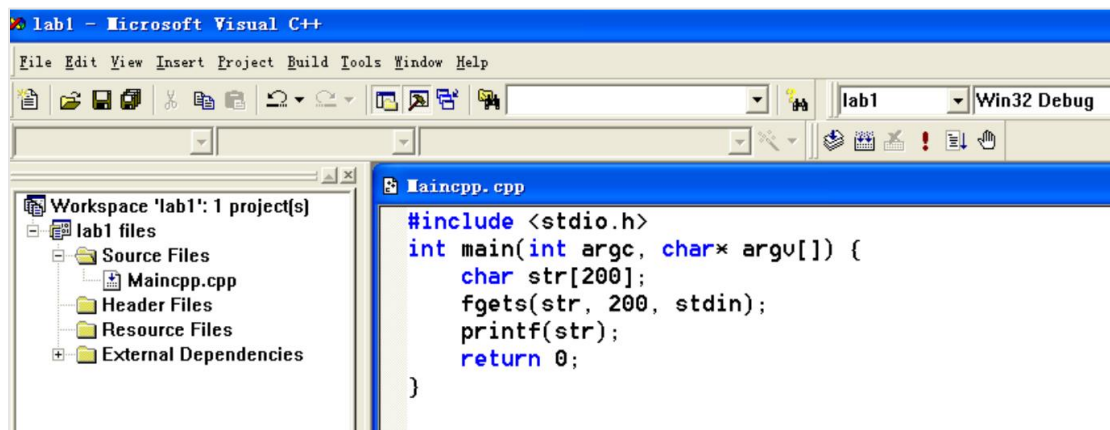 lab1 - Microsoft Visual C++
File Edit View Insert Project Build Tools Window Help
lab1 Win32 Debug
Workspace 'lab1': 1 project(s)
lab1 files
Source Files
Maincpp.cpp
Header Files
Resource Files
External Dependencies
Maincpp.cpp
#include <stdio.h>
int main(int argc, char* argv[]) {
    char str[200];
    fgets(str, 200, stdin);
    printf(str);
    return 0;
}